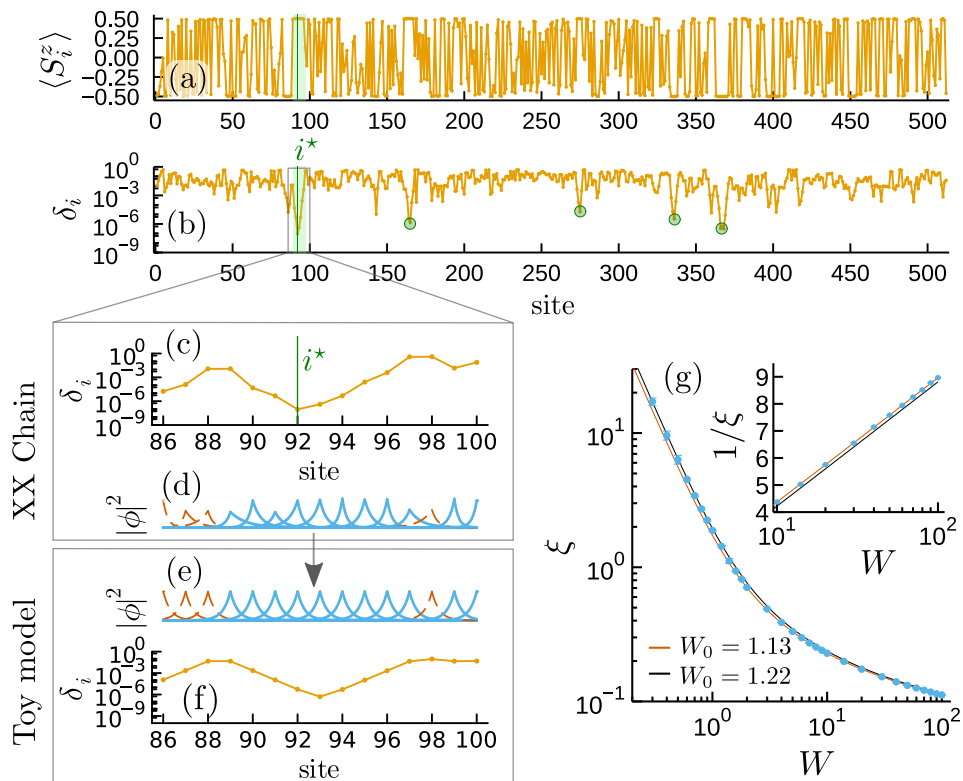 ⟨S_i^z⟩
0.50
0.25
0.00
−0.25
−0.50
(a)
0 50 100 150 200 250 300 350 400 450 500
i⋆
δ_i
10^0
10^−3
10^−6
10^−9
(b)
0 50 100 150 200 250 300 350 400 450 500
site
XX Chain
(c)
δ_i
10^0
10^−3
10^−6
10^−9
i⋆
86 88 90 92 94 96 98 100
site
(d)
|ϕ|^2
Toy model
(e)
|ϕ|^2
δ_i
10^0
10^−3
10^−6
10^−9
(f)
86 88 90 92 94 96 98 100
site
(g)
ξ
10^1
10^0
10^−1
W_0 = 1.13
W_0 = 1.22
10^0 10^1 10^2
W
1/ξ
9
8
7
6
5
4
10^1 10^2
W